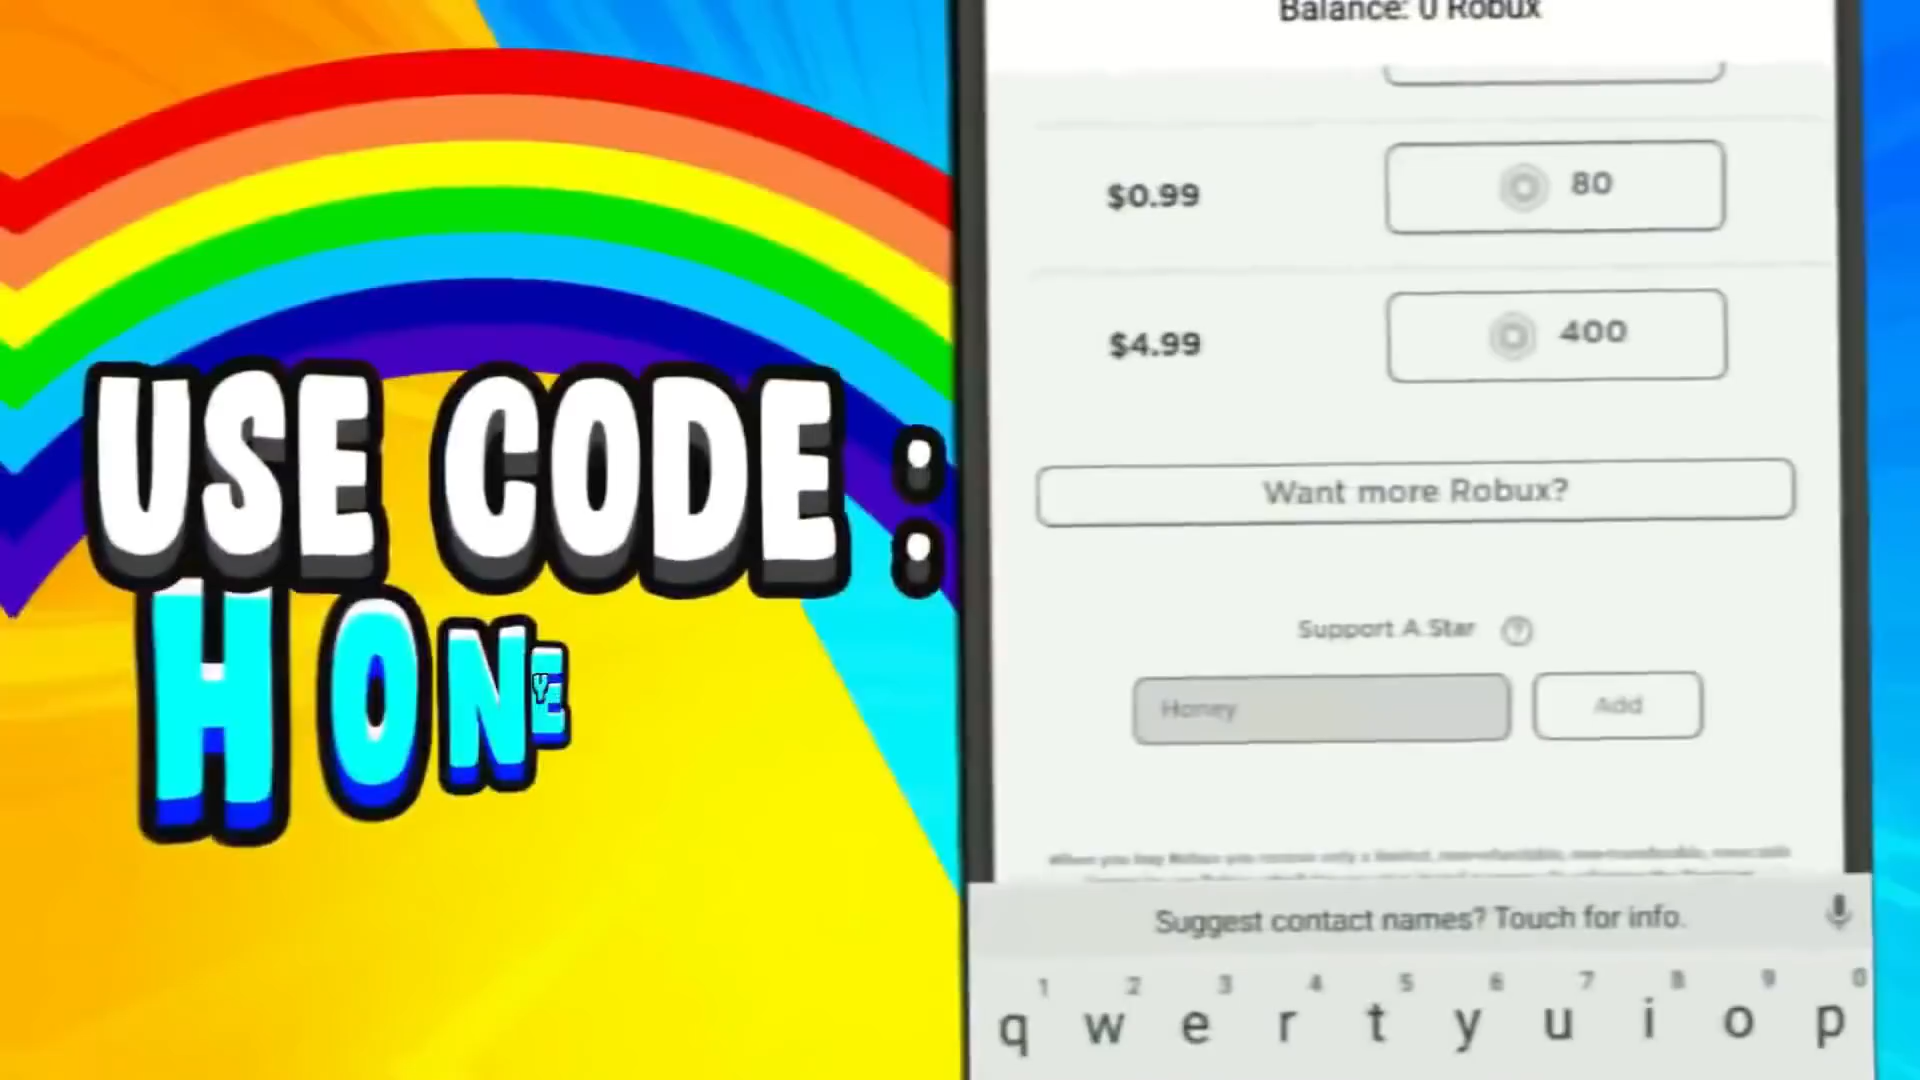 USE CODE :
HONEY
Balance: 0 Robux
$0.99 80
$4.99 400
Want more Robux?
Support A Star ?
Honey Add
Suggest contact names? Touch for info.
1 2 3 4 5 6 7 8 9 0
q w e r t y u i o p